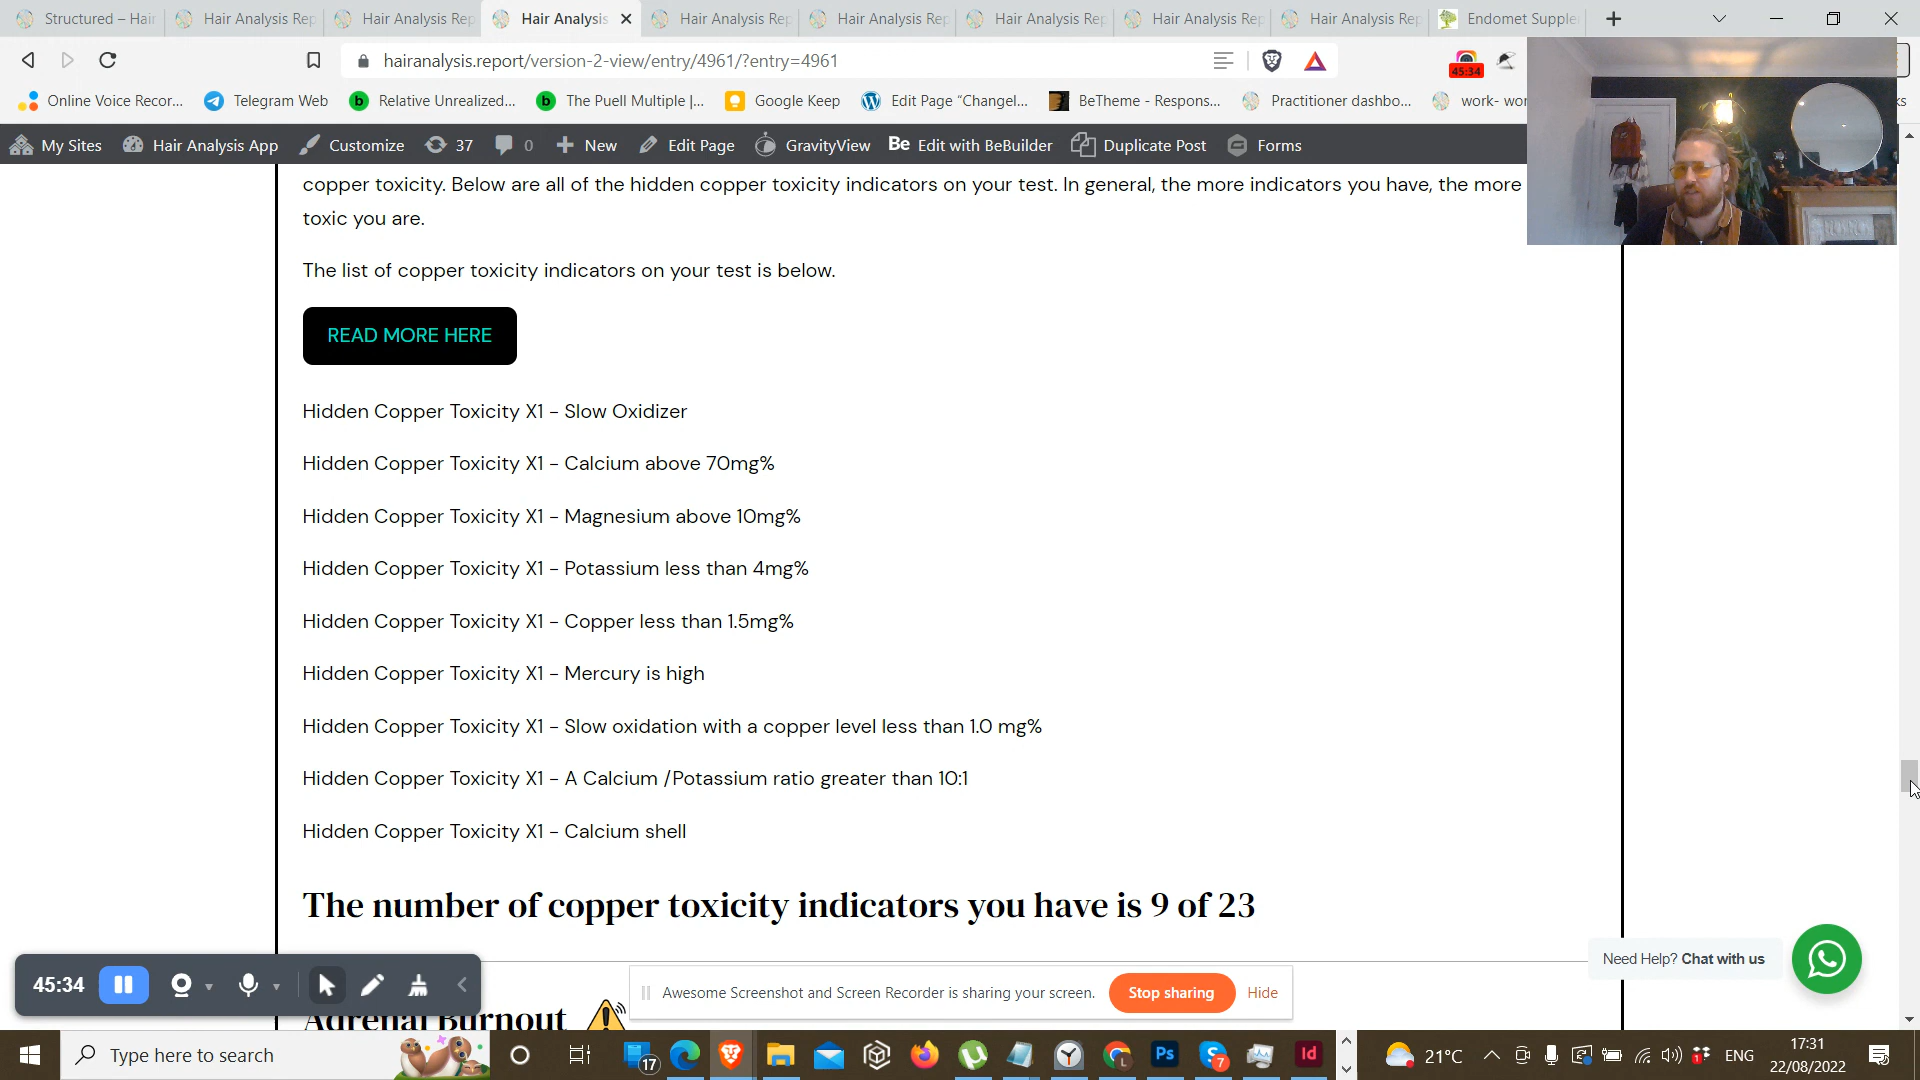 Structured – Hair
Hair Analysis Rep
Hair Analysis Rep
Hair Analysis
Hair Analysis Rep
Hair Analysis Rep
Hair Analysis Rep
Hair Analysis Rep
Hair Analysis Rep
Endomet Supple
hairanalysis.report/version-2-view/entry/4961/?entry=4961
45:34
Online Voice Recor...
Telegram Web
Relative Unrealized...
The Puell Multiple |...
Google Keep
Edit Page “Changel...
BeTheme - Respons...
Practitioner dashbo...
work- wor
My Sites
Hair Analysis App
Customize
37
0
New
Edit Page
GravityView
Be Edit with BeBuilder
Duplicate Post
Forms
copper toxicity. Below are all of the hidden copper toxicity indicators on your test. In general, the more indicators you have, the more
toxic you are.
The list of copper toxicity indicators on your test is below.
READ MORE HERE
Hidden Copper Toxicity X1 – Slow Oxidizer
Hidden Copper Toxicity X1 – Calcium above 70mg%
Hidden Copper Toxicity X1 – Magnesium above 10mg%
Hidden Copper Toxicity X1 – Potassium less than 4mg%
Hidden Copper Toxicity X1 – Copper less than 1.5mg%
Hidden Copper Toxicity X1 – Mercury is high
Hidden Copper Toxicity X1 – Slow oxidation with a copper level less than 1.0 mg%
Hidden Copper Toxicity X1 – A Calcium /Potassium ratio greater than 10:1
Hidden Copper Toxicity X1 – Calcium shell
The number of copper toxicity indicators you have is 9 of 23
Need Help? Chat with us
45:34
Awesome Screenshot and Screen Recorder is sharing your screen.
Stop sharing
Hide
Adrenal Burnout
Type here to search
17
Ps
7
Id
21°C
1
ENG
17:31
22/08/2022